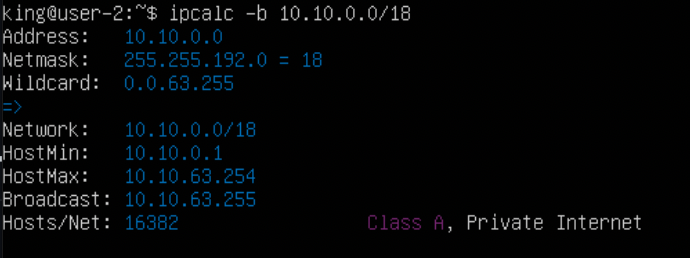 king@user-2:~$ ipcalc -b 10.10.0.0/18
Address:   10.10.0.0
Netmask:   255.255.192.0 = 18
Wildcard:  0.0.63.255
=>
Network:   10.10.0.0/18
HostMin:   10.10.0.1
HostMax:   10.10.63.254
Broadcast: 10.10.63.255
Hosts/Net: 16382                 Class A, Private Internet